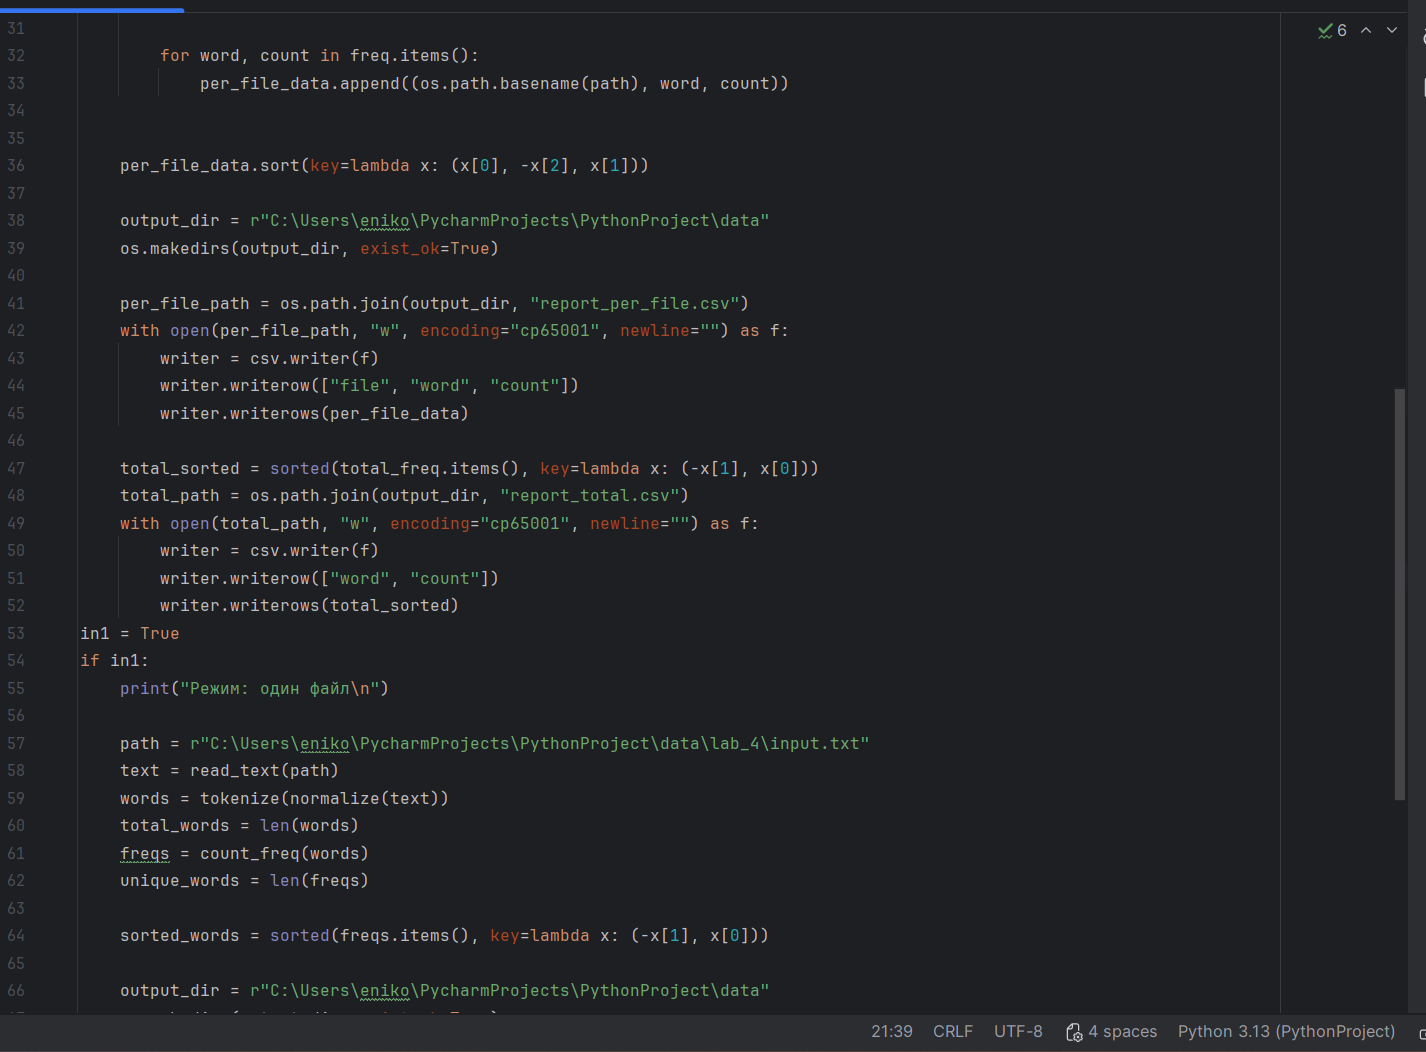 6
31
32 for word, count in freq.items():
33 per_file_data.append((os.path.basename(path), word, count))
34
35
36 per_file_data.sort(key=lambda x: (x[0], -x[2], x[1]))
37
38 output_dir = r"C:\Users\eniko\PycharmProjects\PythonProject\data"
39 os.makedirs(output_dir, exist_ok=True)
40
41 per_file_path = os.path.join(output_dir, "report_per_file.csv")
42 with open(per_file_path, "w", encoding="cp65001", newline="") as f:
43 writer = csv.writer(f)
44 writer.writerow(["file", "word", "count"])
45 writer.writerows(per_file_data)
46
47 total_sorted = sorted(total_freq.items(), key=lambda x: (-x[1], x[0]))
48 total_path = os.path.join(output_dir, "report_total.csv")
49 with open(total_path, "w", encoding="cp65001", newline="") as f:
50 writer = csv.writer(f)
51 writer.writerow(["word", "count"])
52 writer.writerows(total_sorted)
53 in1 = True
54 if in1:
55 print("Режим: один файл\n")
56
57 path = r"C:\Users\eniko\PycharmProjects\PythonProject\data\lab_4\input.txt"
58 text = read_text(path)
59 words = tokenize(normalize(text))
60 total_words = len(words)
61 freqs = count_freq(words)
62 unique_words = len(freqs)
63
64 sorted_words = sorted(freqs.items(), key=lambda x: (-x[1], x[0]))
65
66 output_dir = r"C:\Users\eniko\PycharmProjects\PythonProject\data"
21:39 CRLF UTF-8 4 spaces Python 3.13 (PythonProject)